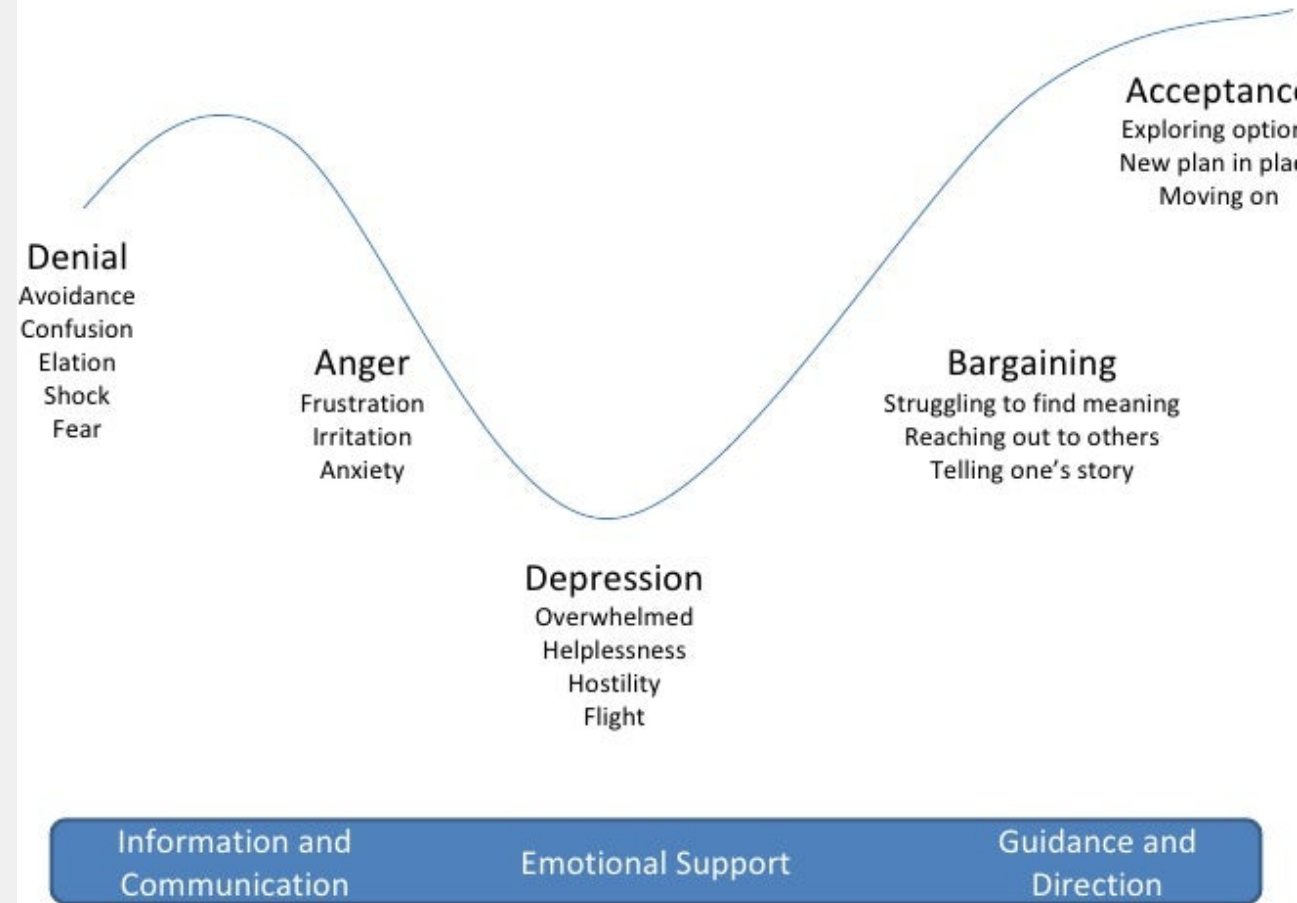 Denial
Avoidance
Confusion
Elation
Shock
Fear
Anger
Frustration
Irritation
Anxiety
Depression
Overwhelmed
Helplessness
Hostility
Flight
Bargaining
Struggling to find meaning
Reaching out to others
Telling one’s story
Acceptance
Exploring option
New plan in plac
Moving on
Information and
Communication
Emotional Support
Guidance and
Direction